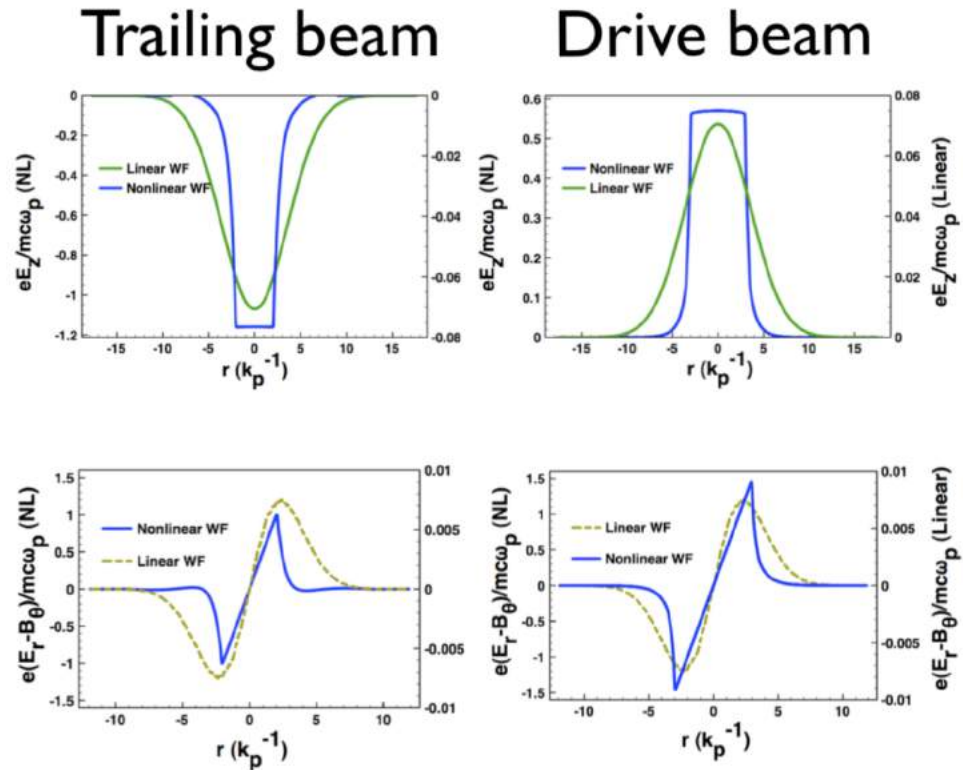 Trailing beam
Drive beam
0
-0.2
-0.4
-0.6
-0.8
-1
-1.2
eE_z/mcω_p (NL)
Linear WF
Nonlinear WF
0
-0.02
-0.04
-0.06
-0.08
-15 -10 -5 0 5 10 15
r (k_p^-1)
0.6
0.5
0.4
0.3
0.2
0.1
0
eE_z/mcω_p (NL)
Nonlinear WF
Linear WF
0.08
0.06
0.04
0.02
0
eE_z/mcω_p (Linear)
-15 -10 -5 0 5 10 15
r (k_p^-1)
1.5
1
0.5
0
-0.5
-1
-1.5
e(E_r-B_θ)/mcω_p (NL)
Nonlinear WF
Linear WF
0.01
0.005
0
-0.005
-0.01
-10 -5 0 5 10
r (k_p^-1)
1.5
1
0.5
0
-0.5
-1
-1.5
e(E_r-B_θ)/mcω_p (NL)
Linear WF
Nonlinear WF
0.01
0.005
0
-0.005
-0.01
e(E_r-B_θ)/mcω_p (Linear)
-10 -5 0 5 10
r (k_p^-1)